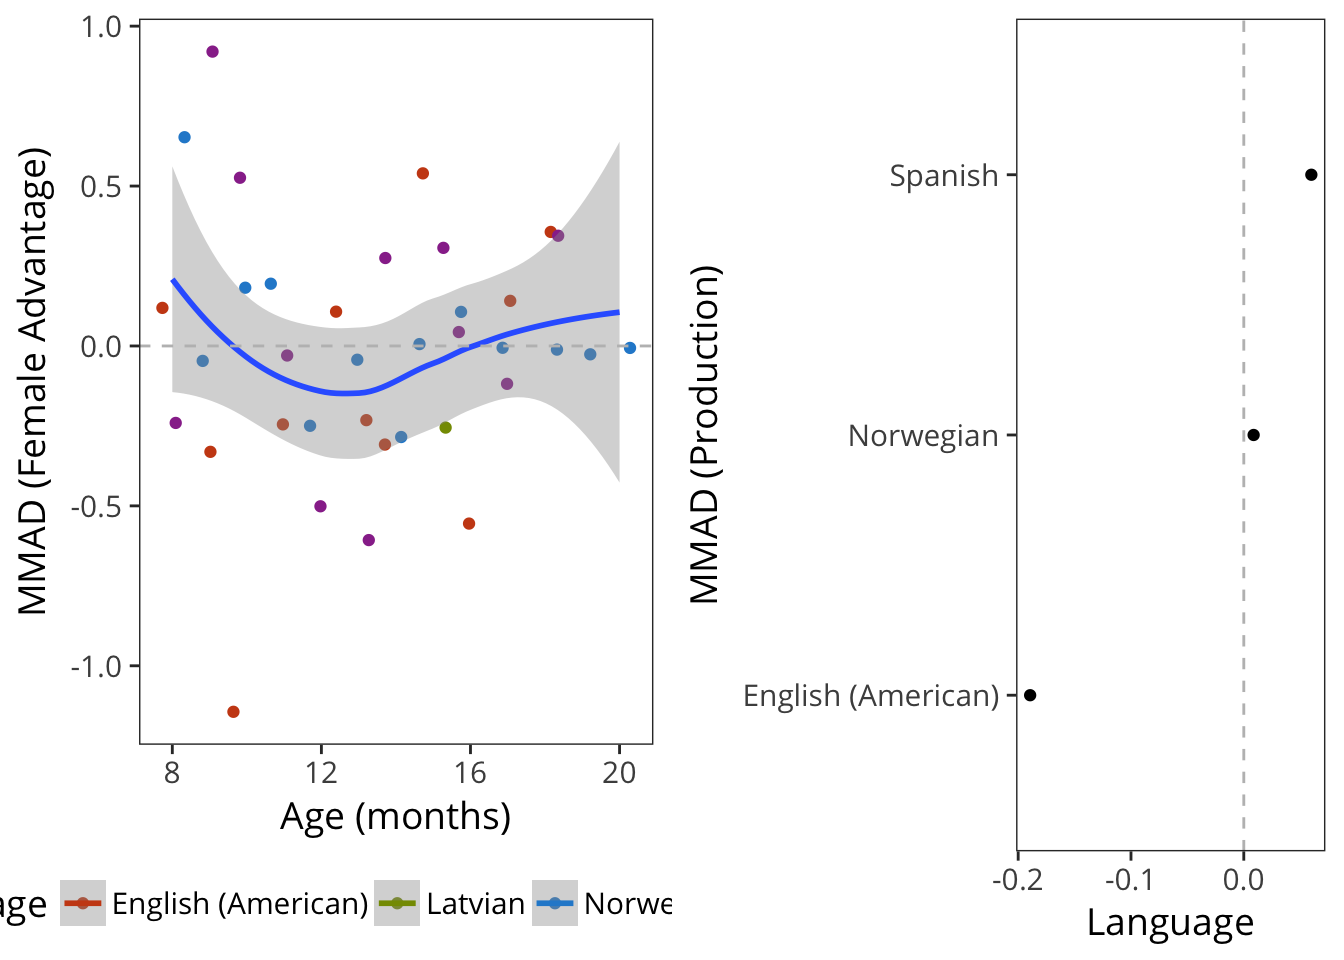 MMAD (Female Advantage)
1.0
0.5
0.0
-0.5
-1.0
8 12 16 20
Age (months)
age English (American) Latvian Norwe
MMAD (Production)
Spanish
Norwegian
English (American)
-0.2 -0.1 0.0
Language